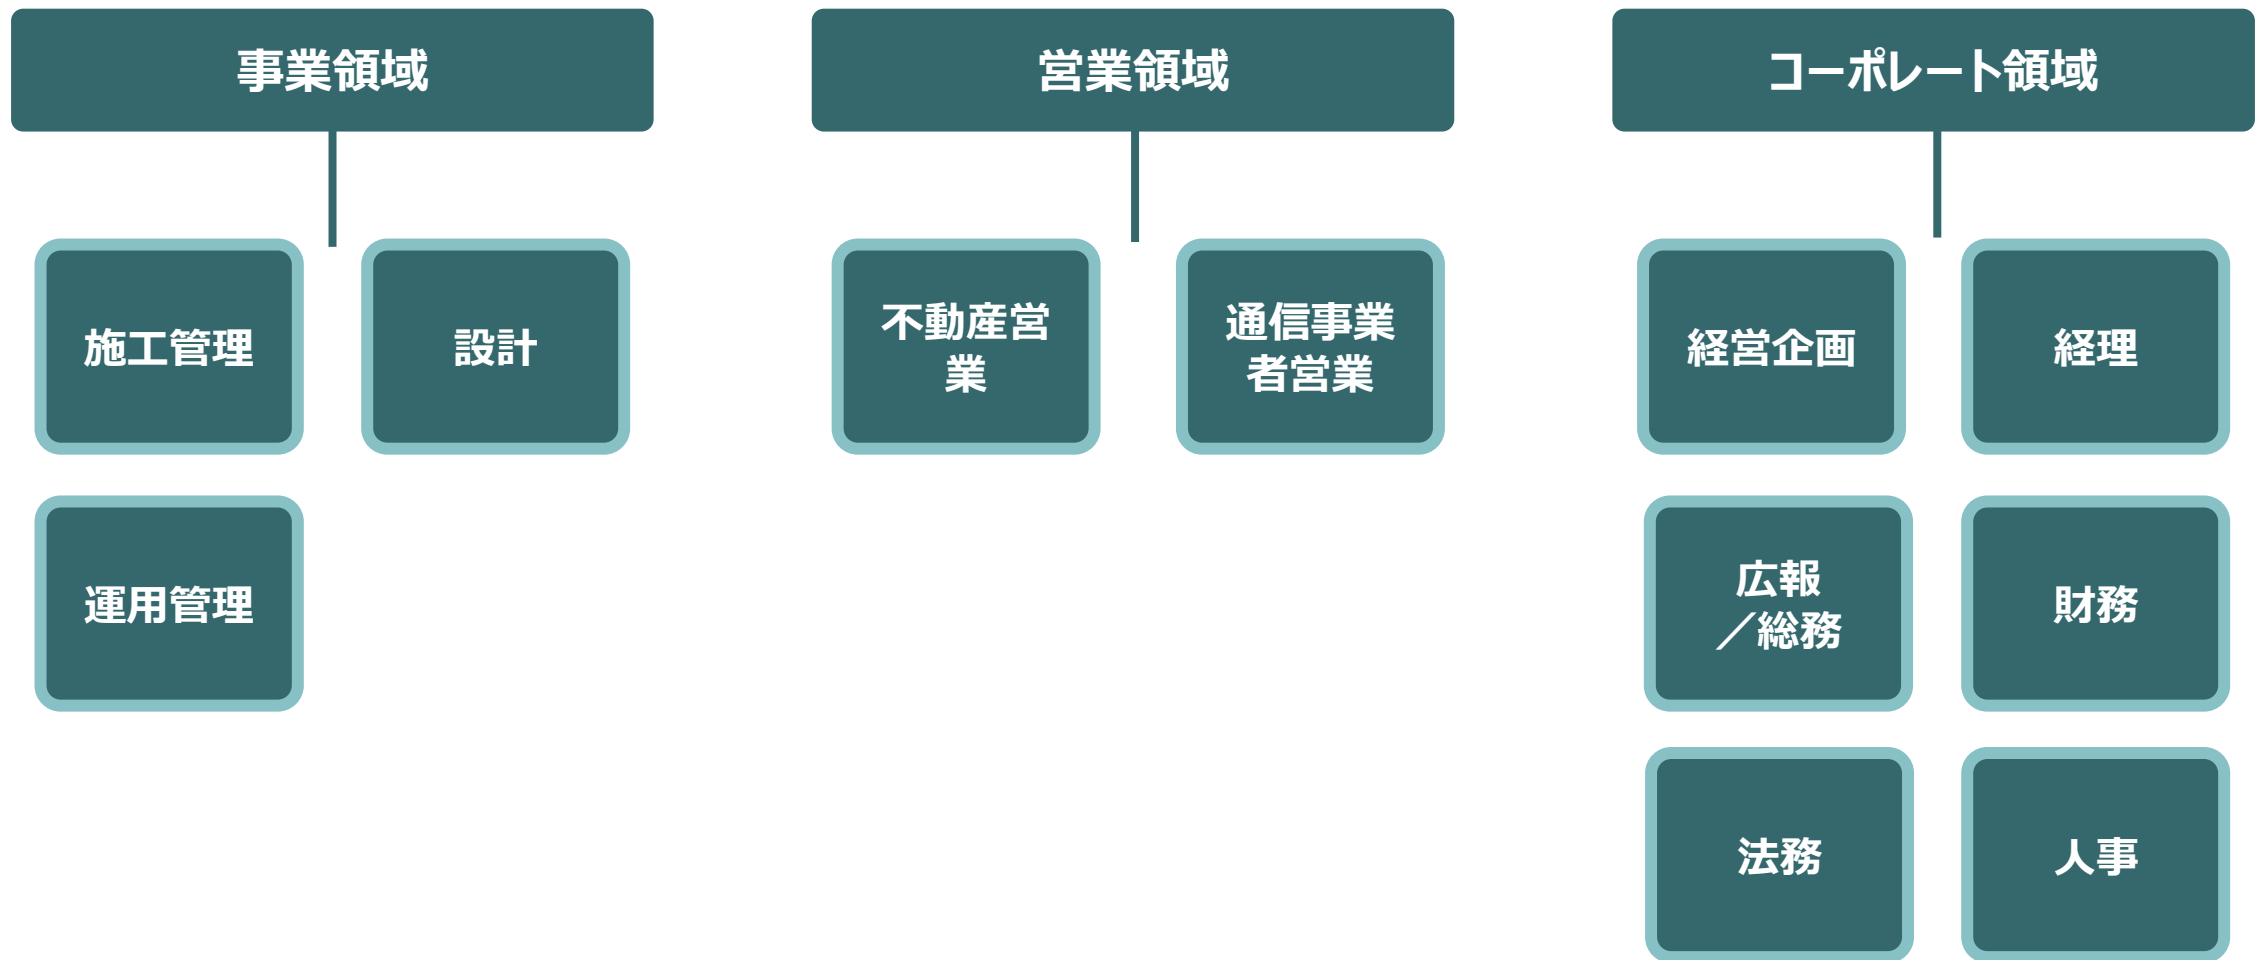 事業領域
営業領域
コーポレート領域
施工管理
設計
不動産営
業
通信事業
者営業
経営企画
経理
運用管理
広報
／総務
財務
法務
人事